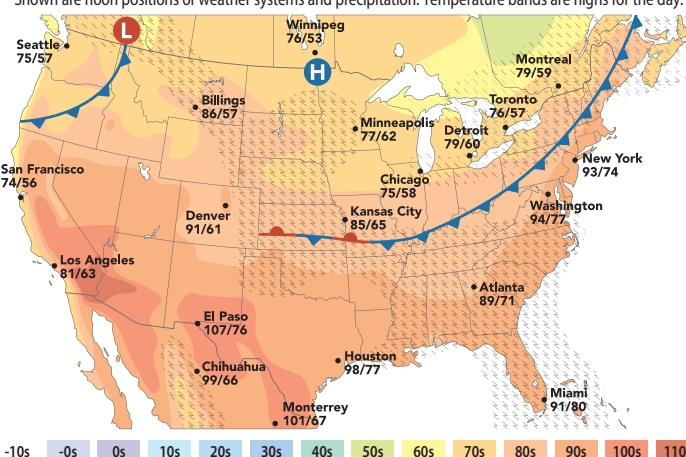 Shown are noon positions of weather systems and precipitation. Temperature bands are highs for the day.
L
Winnipeg
76/53
Seattle
75/57
H
Montreal
79/59
Billings
86/57
Toronto
76/57
Minneapolis
77/62
Detroit
79/60
New York
93/74
San Francisco
74/56
Chicago
75/58
Washington
94/77
Denver
91/61
Kansas City
85/65
Los Angeles
81/63
Atlanta
89/71
El Paso
107/76
Houston
98/77
Chihuahua
99/66
Miami
91/80
Monterrey
101/67
-10s -0s 0s 10s 20s 30s 40s 50s 60s 70s 80s 90s 100s 110